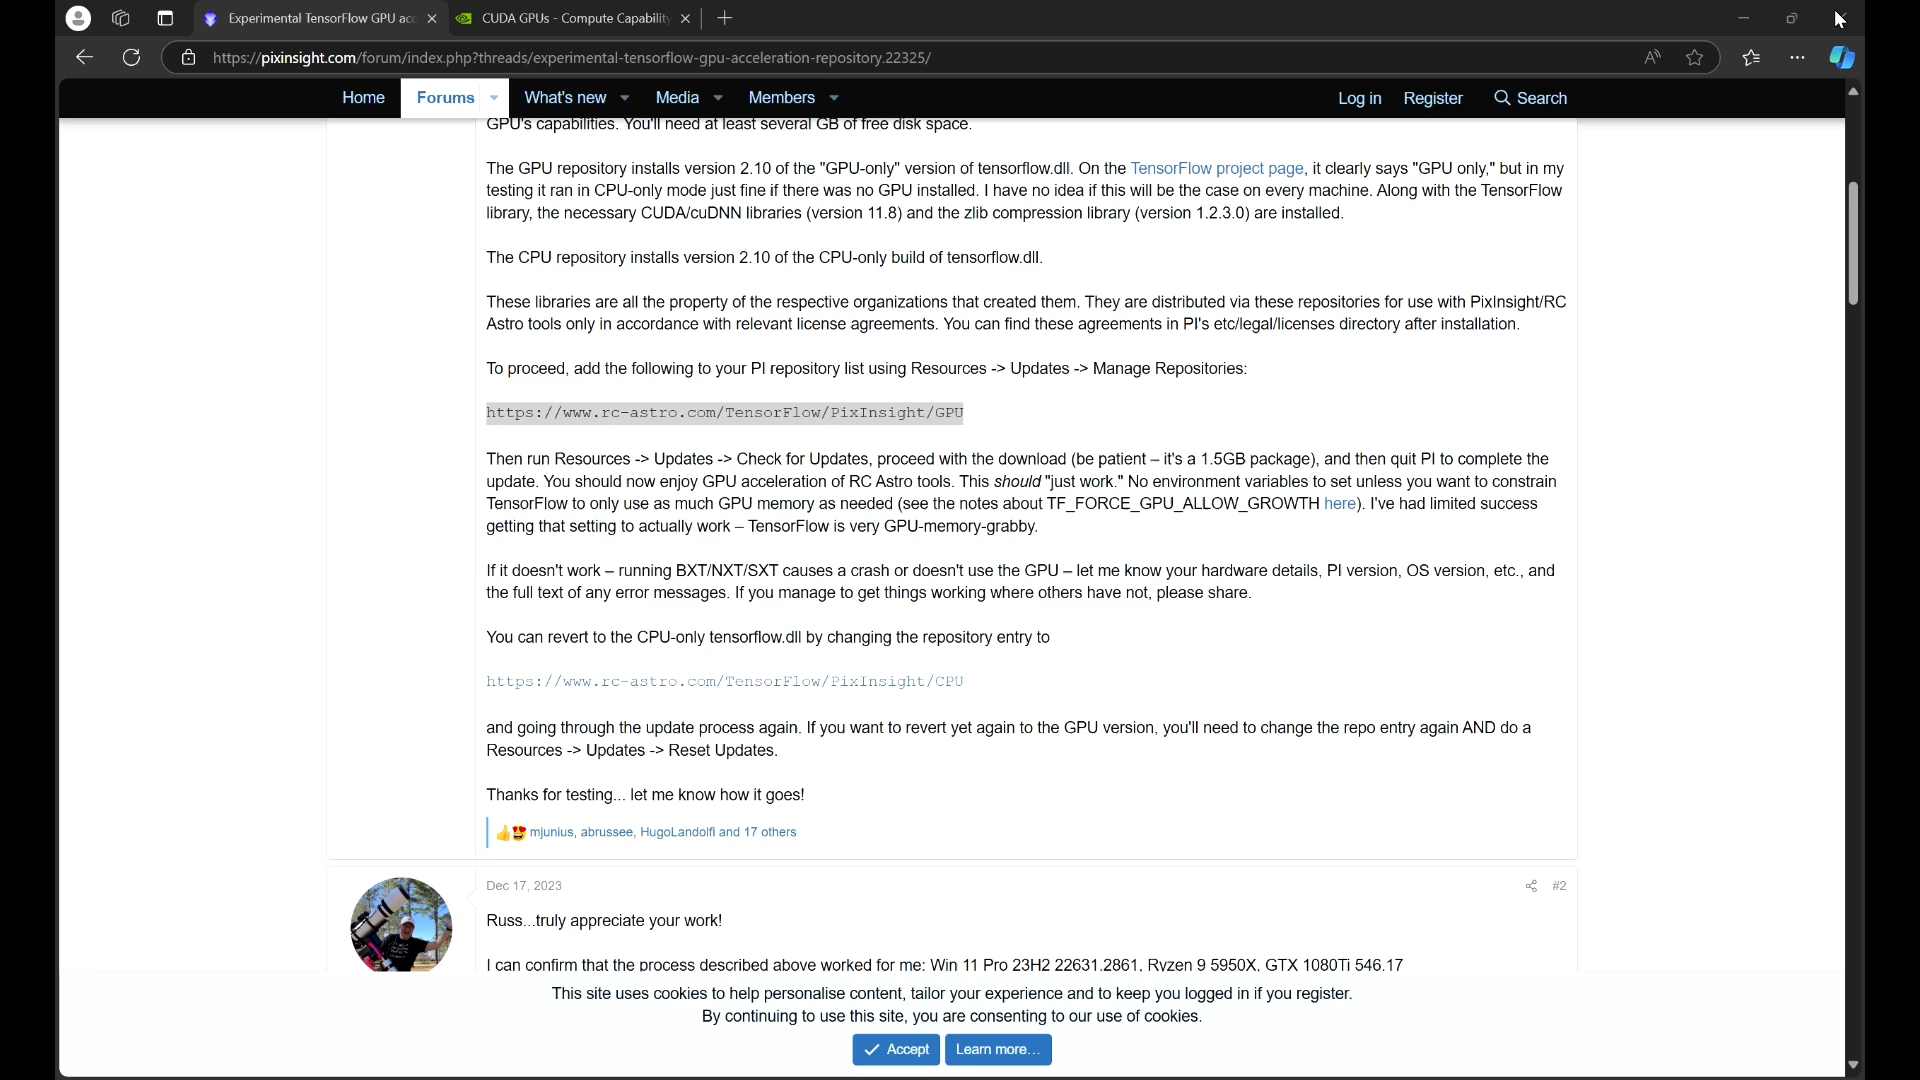 Experimental TensorFlow GPU acc
CUDA GPUs - Compute Capability
https://pixinsight.com/forum/index.php?threads/experimental-tensorflow-gpu-acceleration-repository.22325/
Home Forums What's new Media Members Log in Register Search
GPU's capabilities. You'll need at least several GB of free disk space.
The GPU repository installs version 2.10 of the "GPU-only" version of tensorflow.dll. On the TensorFlow project page, it clearly says "GPU only," but in my
testing it ran in CPU-only mode just fine if there was no GPU installed. I have no idea if this will be the case on every machine. Along with the TensorFlow
library, the necessary CUDA/cuDNN libraries (version 11.8) and the zlib compression library (version 1.2.3.0) are installed.
The CPU repository installs version 2.10 of the CPU-only build of tensorflow.dll.
These libraries are all the property of the respective organizations that created them. They are distributed via these repositories for use with PixInsight/RC
Astro tools only in accordance with relevant license agreements. You can find these agreements in PI's etc/legal/licenses directory after installation.
To proceed, add the following to your PI repository list using Resources -> Updates -> Manage Repositories:
https://www.rc-astro.com/TensorFlow/PixInsight/GPU
Then run Resources -> Updates -> Check for Updates, proceed with the download (be patient – it's a 1.5GB package), and then quit PI to complete the
update. You should now enjoy GPU acceleration of RC Astro tools. This should "just work." No environment variables to set unless you want to constrain
TensorFlow to only use as much GPU memory as needed (see the notes about TF_FORCE_GPU_ALLOW_GROWTH here). I've had limited success
getting that setting to actually work – TensorFlow is very GPU-memory-grabby.
If it doesn't work – running BXT/NXT/SXT causes a crash or doesn't use the GPU – let me know your hardware details, PI version, OS version, etc., and
the full text of any error messages. If you manage to get things working where others have not, please share.
You can revert to the CPU-only tensorflow.dll by changing the repository entry to
https://www.rc-astro.com/TensorFlow/PixInsight/CPU
and going through the update process again. If you want to revert yet again to the GPU version, you'll need to change the repo entry again AND do a
Resources -> Updates -> Reset Updates.
Thanks for testing... let me know how it goes!
mjunius, abrussee, HugoLandolfi and 17 others
Dec 17, 2023 #2
Russ...truly appreciate your work!
I can confirm that the process described above worked for me: Win 11 Pro 23H2 22631.2861, Ryzen 9 5950X, GTX 1080Ti 546.17
This site uses cookies to help personalise content, tailor your experience and to keep you logged in if you register.
By continuing to use this site, you are consenting to our use of cookies.
Accept Learn more…